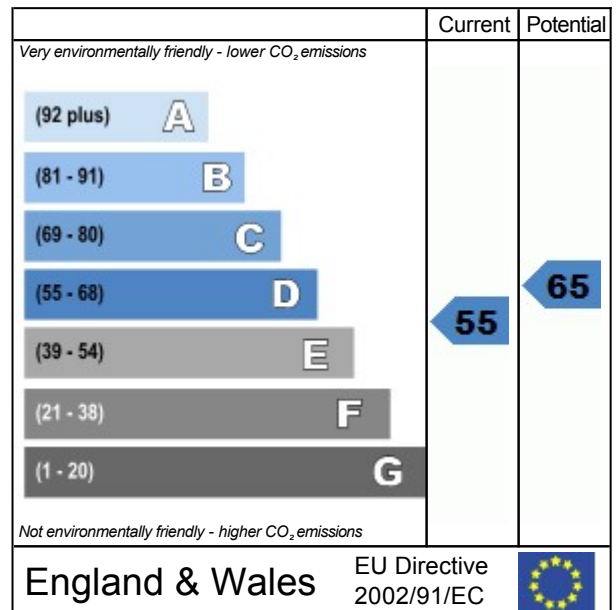 Current Potential
Very environmentally friendly - lower CO₂ emissions
(92 plus) A
(81 - 91) B
(69 - 80) C
(55 - 68) D
65
55
(39 - 54) E
(21 - 38) F
(1 - 20) G
Not environmentally friendly - higher CO₂ emissions
England & Wales
EU Directive
2002/91/EC